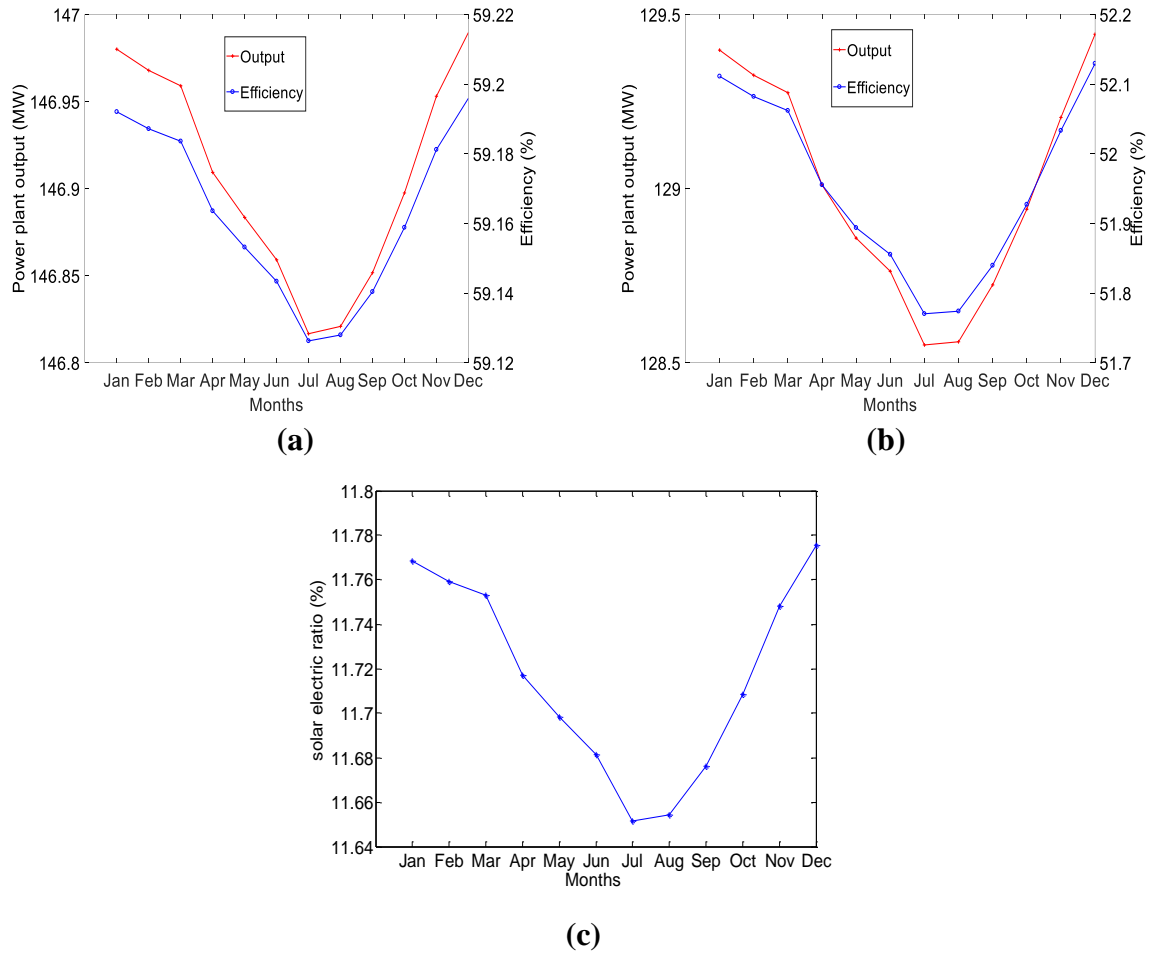 147
146.95
146.9
146.85
146.8
Power plant output (MW)
Output
Efficiency
59.22
59.2
59.18
59.16
59.14
59.12
Efficiency (%)
Jan Feb Mar Apr May Jun Jul Aug Sep Oct Nov Dec
Months
(a)
129.5
129
128.5
Power plant output (MW)
Output
Efficiency
52.2
52.1
52
51.9
51.8
51.7
Efficiency (%)
Jan Feb Mar Apr May Jun Jul Aug Sep Oct Nov Dec
Months
(b)
11.8
11.78
11.76
11.74
11.72
11.7
11.68
11.66
11.64
solar electric ratio (%)
Jan Feb Mar Apr May Jun Jul Aug Sep Oct Nov Dec
Months
(c)